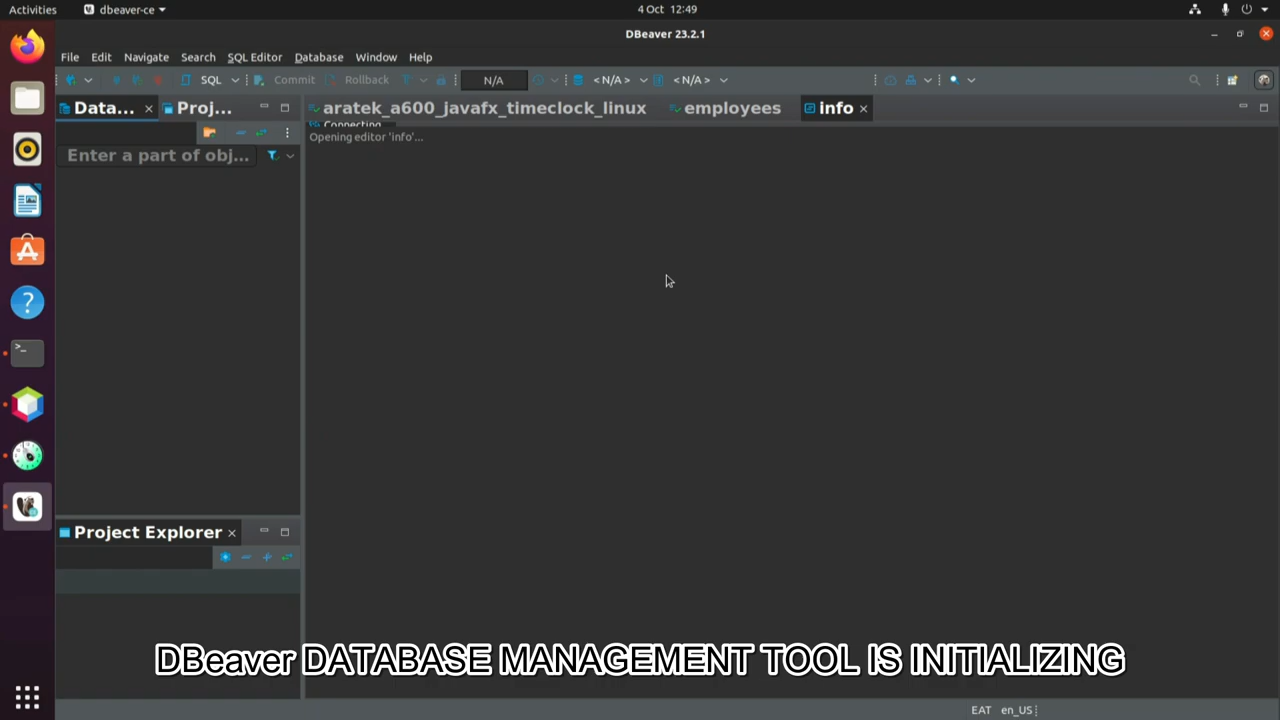 Activities
dbeaver-ce
4 Oct 12:49
DBeaver 23.2.1
File Edit Navigate Search SQL Editor Database Window Help
SQL Commit Rollback N/A < N/A > < N/A >
Data... Proj... aratek_a600_javafx_timeclock_linux employees info
Connecting
Opening editor 'info'...
Enter a part of obj...
Project Explorer
DBeaver DATABASE MANAGEMENT TOOL IS INITIALIZING
EAT en_US